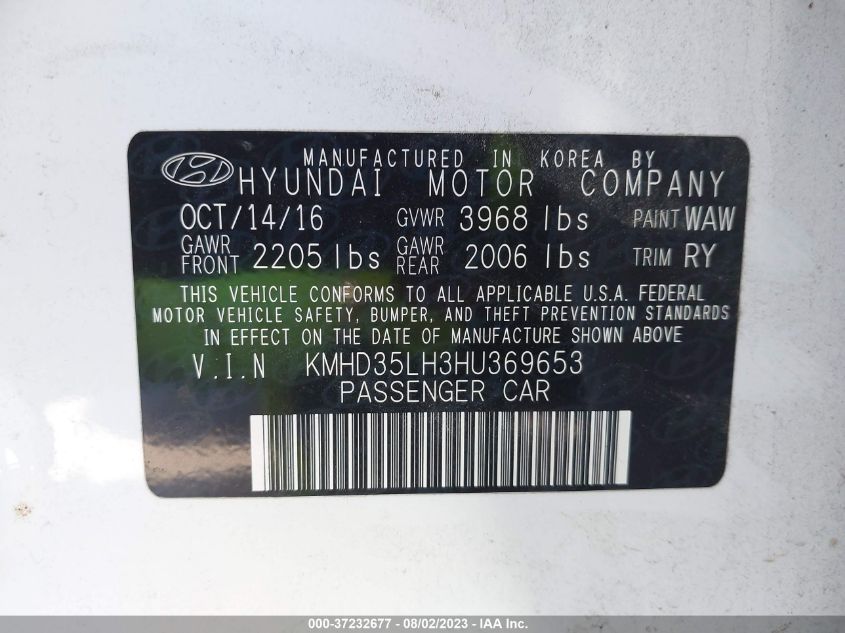 MANUFACTURED IN KOREA BY
HYUNDAI MOTOR COMPANY
OCT/14/16 GVWR 3968 lbs PAINT WAW
GAWR FRONT 2205 lbs GAWR REAR 2006 lbs TRIM RY
THIS VEHICLE CONFORMS TO ALL APPLICABLE U.S.A. FEDERAL
MOTOR VEHICLE SAFETY, BUMPER, AND THEFT PREVENTION STANDARDS
IN EFFECT ON THE DATE OF MANUFACTURE SHOWN ABOVE
V.I.N KMHD35LH3HU369653
PASSENGER CAR
000-37232677 - 08/02/2023 - IAAI.COM